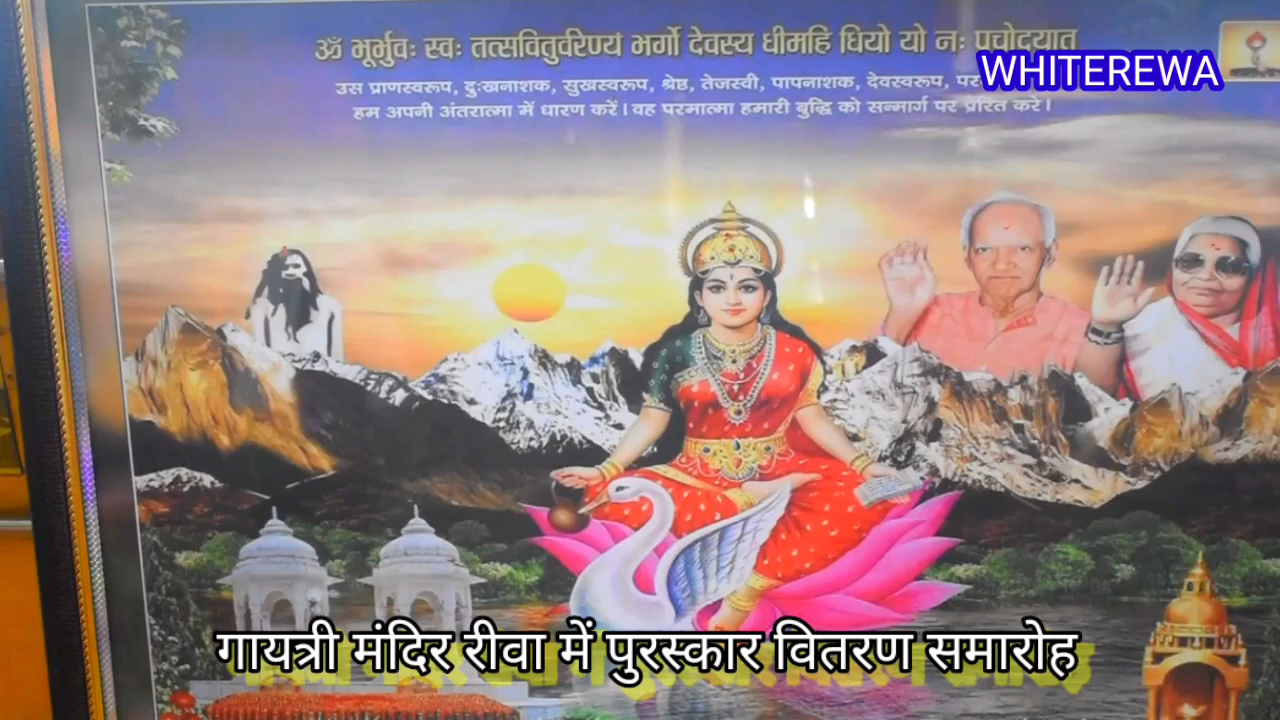 ॐ भूर्भुवः स्वः तत्सवितुर्वरेण्यं भर्गो देवस्य धीमहि धियो यो नः प्रचोदयात्
WHITEREWA
उस प्राणस्वरूप, दुःखनाशक, सुखस्वरूप, श्रेष्ठ, तेजस्वी, पापनाशक, देवस्वरूप,
हम अपनी अंतरात्मा में धारण करें। वह परमात्मा हमारी बुद्धि को सन्मार्ग पर प्रेरित करे।
गायत्री मंदिर रीवा में पुरस्कार वितरण समारोह